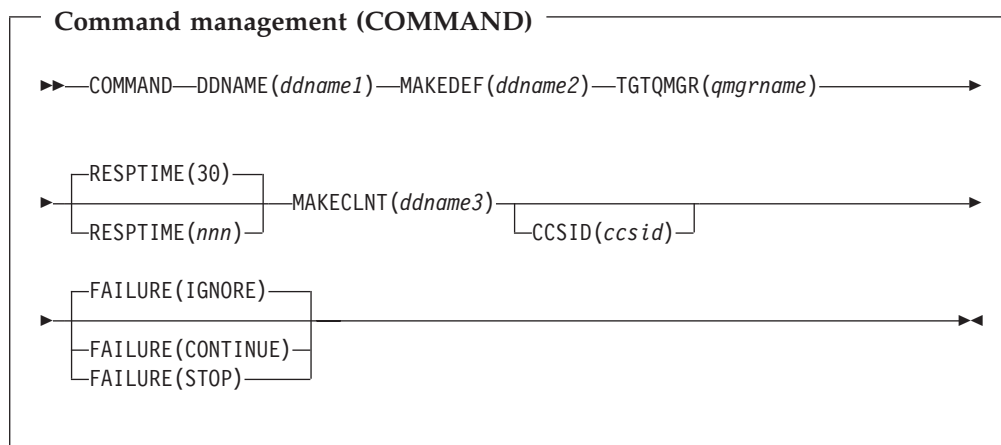 Command management (COMMAND)
COMMAND DDNAME(ddname1) MAKEDEF(ddname2) TGTQMGR(qmgrname)
RESPTIME(30)
RESPTIME(nnn) MAKECLNT(ddname3) CCSID(ccsid)
FAILURE(IGNORE)
FAILURE(CONTINUE)
FAILURE(STOP)